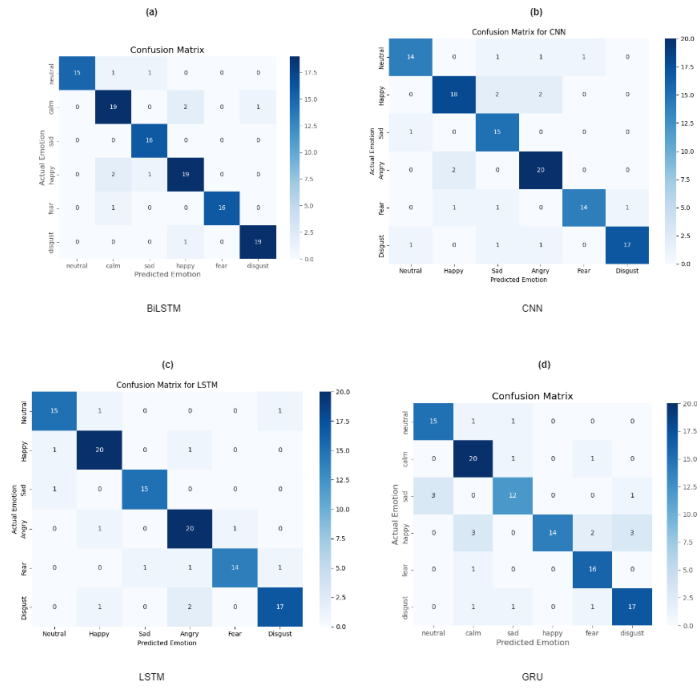 (a)
Confusion Matrix
Actual Emotion
neutral 15 1 1 0 0 0
calm 0 19 0 2 0 1
sad 0 0 16 0 0 0
happy 0 2 1 19 0 0
fear 0 1 0 0 16 0
disgust 0 0 0 1 0 19
neutral calm sad happy fear disgust
Predicted Emotion
17.5
15.0
12.5
10.0
7.5
5.0
2.5
0.0
BiLSTM
(b)
Confusion Matrix for CNN
Actual Emotion
Neutral 14 0 1 1 1 0
Happy 0 18 2 2 0 0
Sad 1 0 15 0 0 0
Angry 0 2 0 20 0 0
Fear 0 1 1 0 14 1
Disgust 1 0 1 1 0 17
Neutral Happy Sad Angry Fear Disgust
Predicted Emotion
20.0
17.5
15.0
12.5
10.0
7.5
5.0
2.5
0.0
CNN
(c)
Confusion Matrix for LSTM
Actual Emotion
Neutral 15 1 0 0 0 1
Happy 1 20 0 1 0 0
Sad 1 0 15 0 0 0
Angry 0 1 0 20 1 0
Fear 0 0 1 1 14 1
Disgust 0 1 0 2 0 17
Neutral Happy Sad Angry Fear Disgust
Predicted Emotion
20.0
17.5
15.0
12.5
10.0
7.5
5.0
2.5
0.0
LSTM
(d)
Confusion Matrix
Actual Emotion
neutral 15 1 1 0 0 0
calm 0 20 1 0 1 0
sad 3 0 12 0 0 1
happy 0 3 0 14 2 3
fear 0 1 0 0 16 0
disgust 0 1 1 0 1 17
neutral calm sad happy fear disgust
Predicted Emotion
20.0
17.5
15.0
12.5
10.0
7.5
5.0
2.5
0.0
GRU